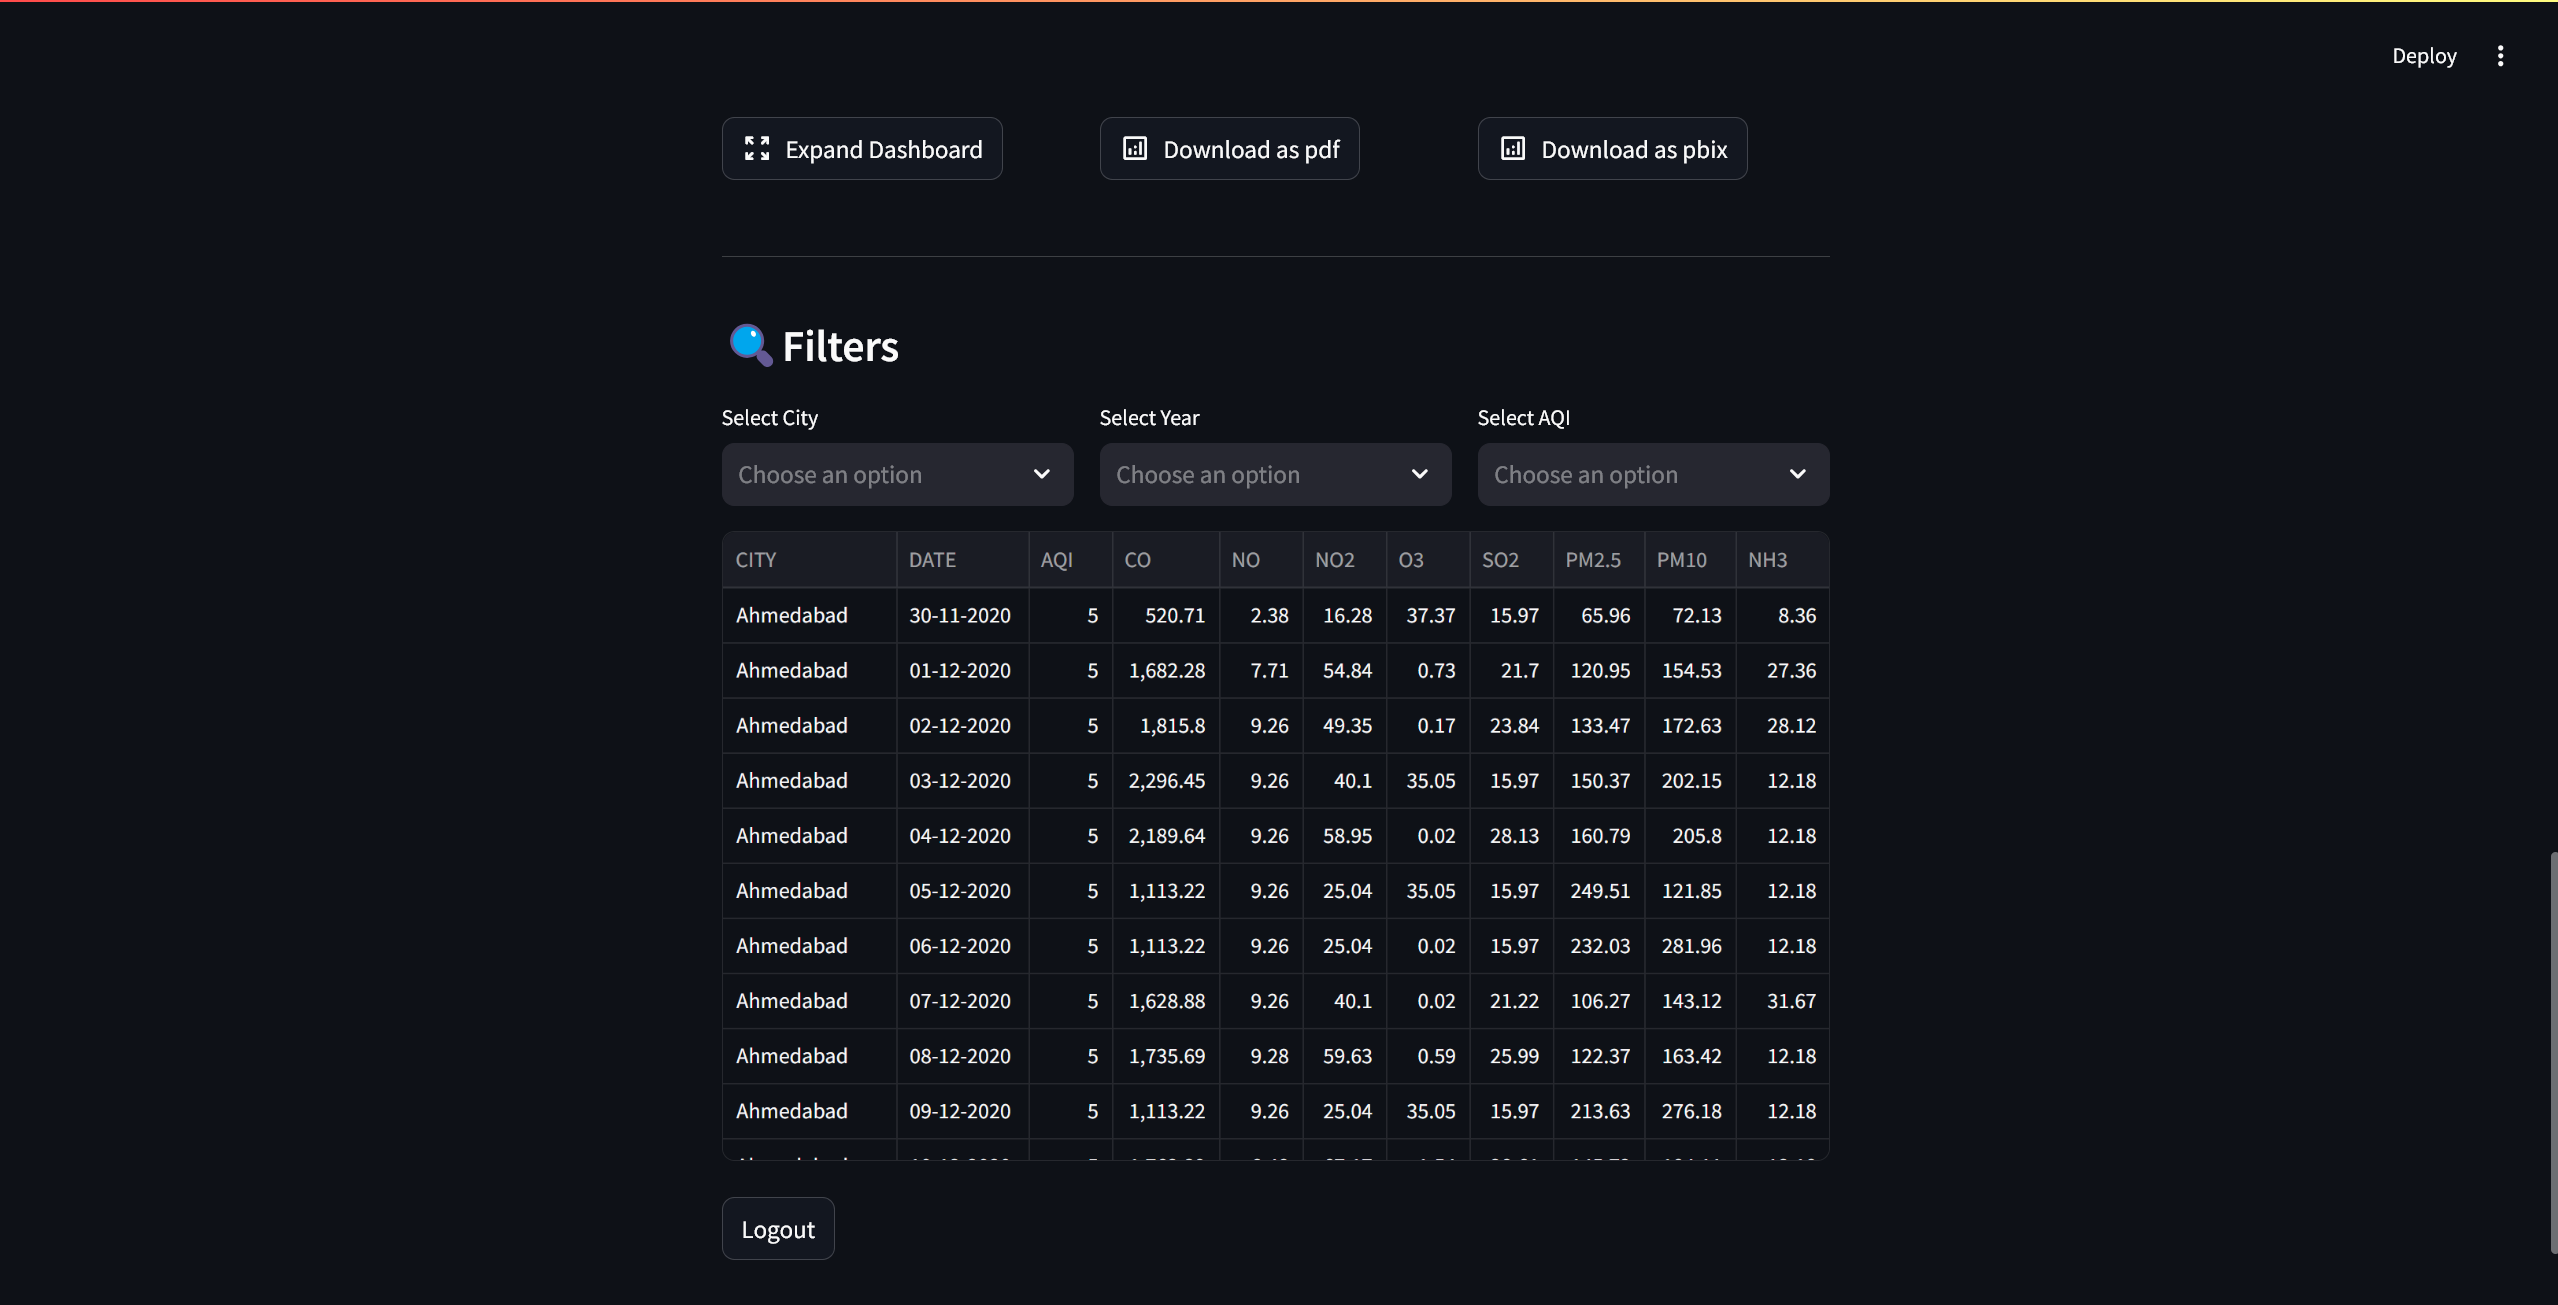 Deploy
Expand Dashboard Download as pdf Download as pbix
Filters
Select City Select Year Select AQI
Choose an option Choose an option Choose an option
CITY DATE AQI CO NO NO2 O3 SO2 PM2.5 PM10 NH3
Ahmedabad 30-11-2020 5 520.71 2.38 16.28 37.37 15.97 65.96 72.13 8.36
Ahmedabad 01-12-2020 5 1,682.28 7.71 54.84 0.73 21.7 120.95 154.53 27.36
Ahmedabad 02-12-2020 5 1,815.8 9.26 49.35 0.17 23.84 133.47 172.63 28.12
Ahmedabad 03-12-2020 5 2,296.45 9.26 40.1 35.05 15.97 150.37 202.15 12.18
Ahmedabad 04-12-2020 5 2,189.64 9.26 58.95 0.02 28.13 160.79 205.8 12.18
Ahmedabad 05-12-2020 5 1,113.22 9.26 25.04 35.05 15.97 249.51 121.85 12.18
Ahmedabad 06-12-2020 5 1,113.22 9.26 25.04 0.02 15.97 232.03 281.96 12.18
Ahmedabad 07-12-2020 5 1,628.88 9.26 40.1 0.02 21.22 106.27 143.12 31.67
Ahmedabad 08-12-2020 5 1,735.69 9.28 59.63 0.59 25.99 122.37 163.42 12.18
Ahmedabad 09-12-2020 5 1,113.22 9.26 25.04 35.05 15.97 213.63 276.18 12.18
Logout